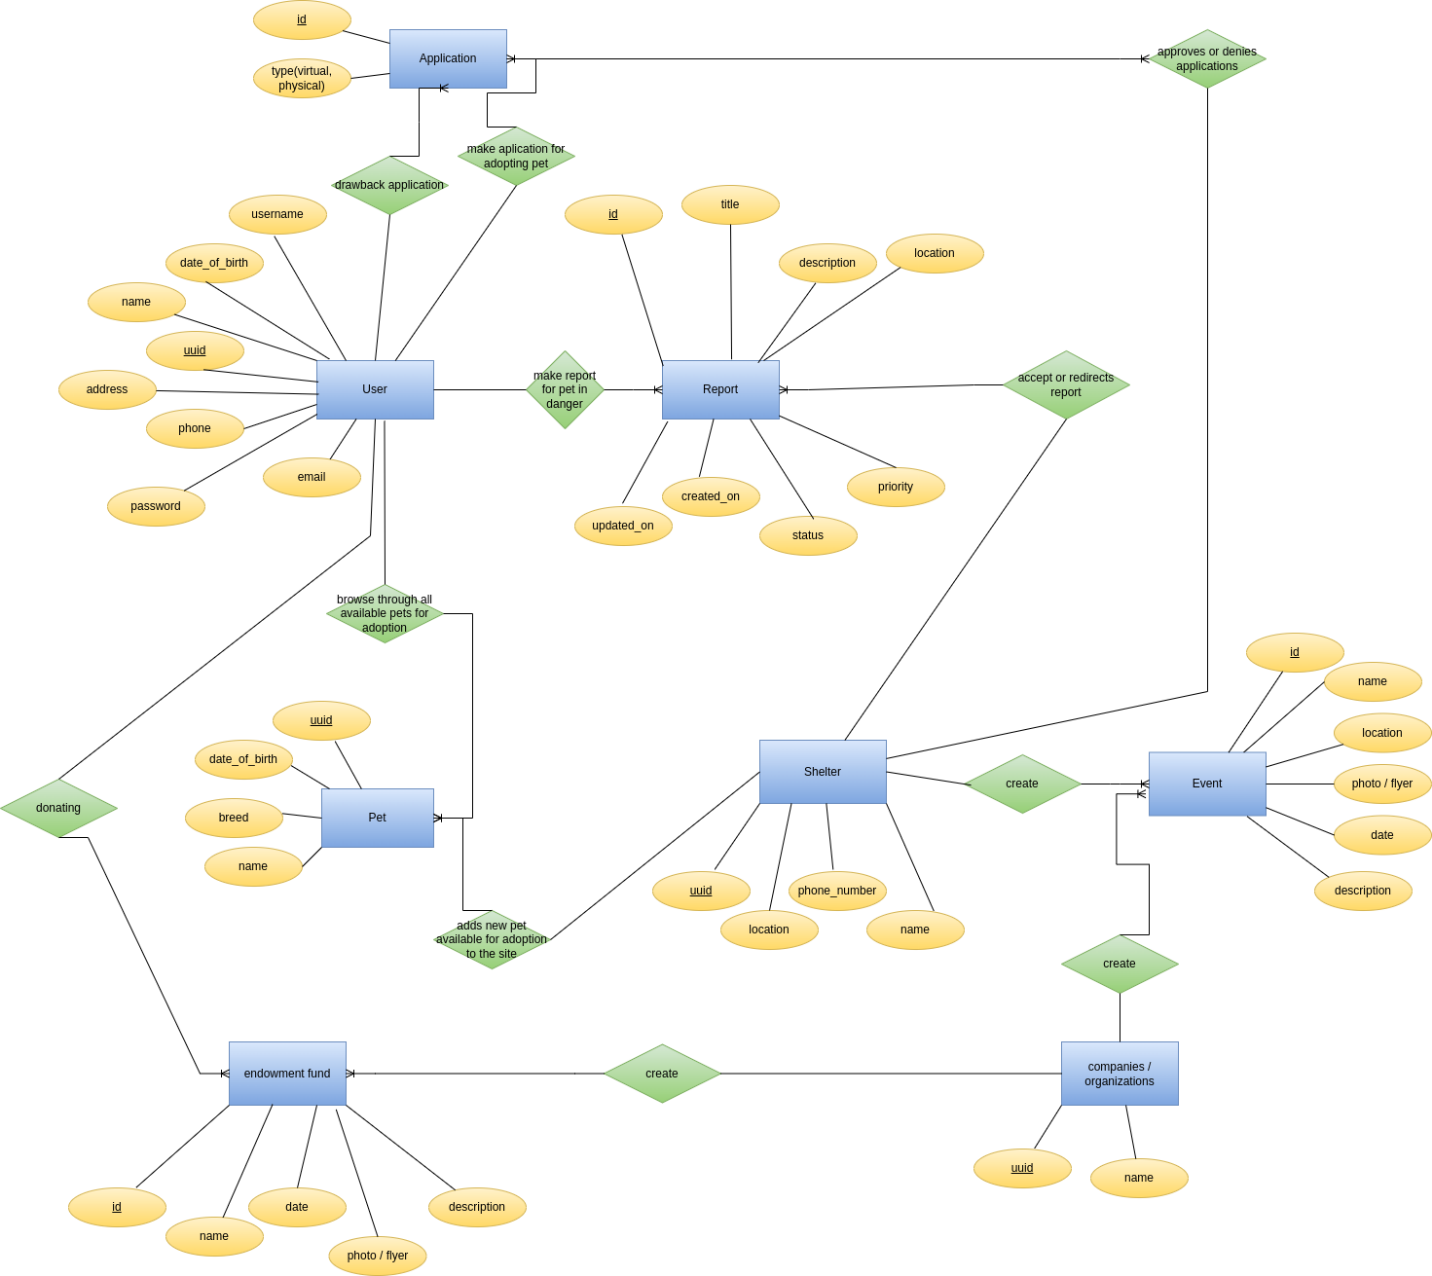 id
Application
type(virtual,
physical)
approves or denies
applications
make aplication for
adopting pet
drawback application
username
id
title
date_of_birth
description
location
name
uuid
address
User
make report
for pet in
danger
Report
accept or redirects
report
phone
email
password
priority
created_on
updated_on
status
browse through all
available pets for
adoption
id
name
uuid
location
date_of_birth
Shelter
create
Event
photo / flyer
donating
breed
Pet
date
name
uuid
phone_number
description
location
name
adds new pet
available for adoption
to the site
create
endowment fund
create
companies /
organizations
uuid
name
id
date
description
name
photo / flyer